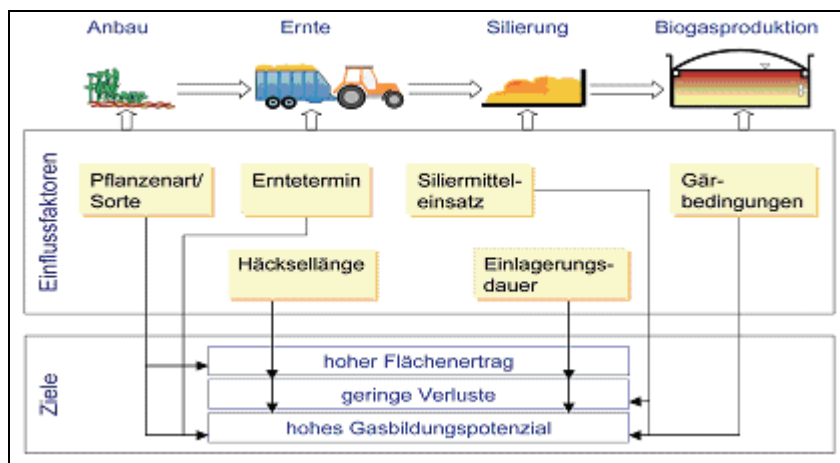 Anbau
Ernte
Silierung
Biogasproduktion
Einflussfaktoren
Pflanzenart/
Sorte
Erntetermin
Siliermittel-
einsatz
Gär-
bedingungen
Häcksellänge
Einlagerungs-
dauer
Ziele
hoher Flächenertrag
geringe Verluste
hohes Gasbildungspotenzial